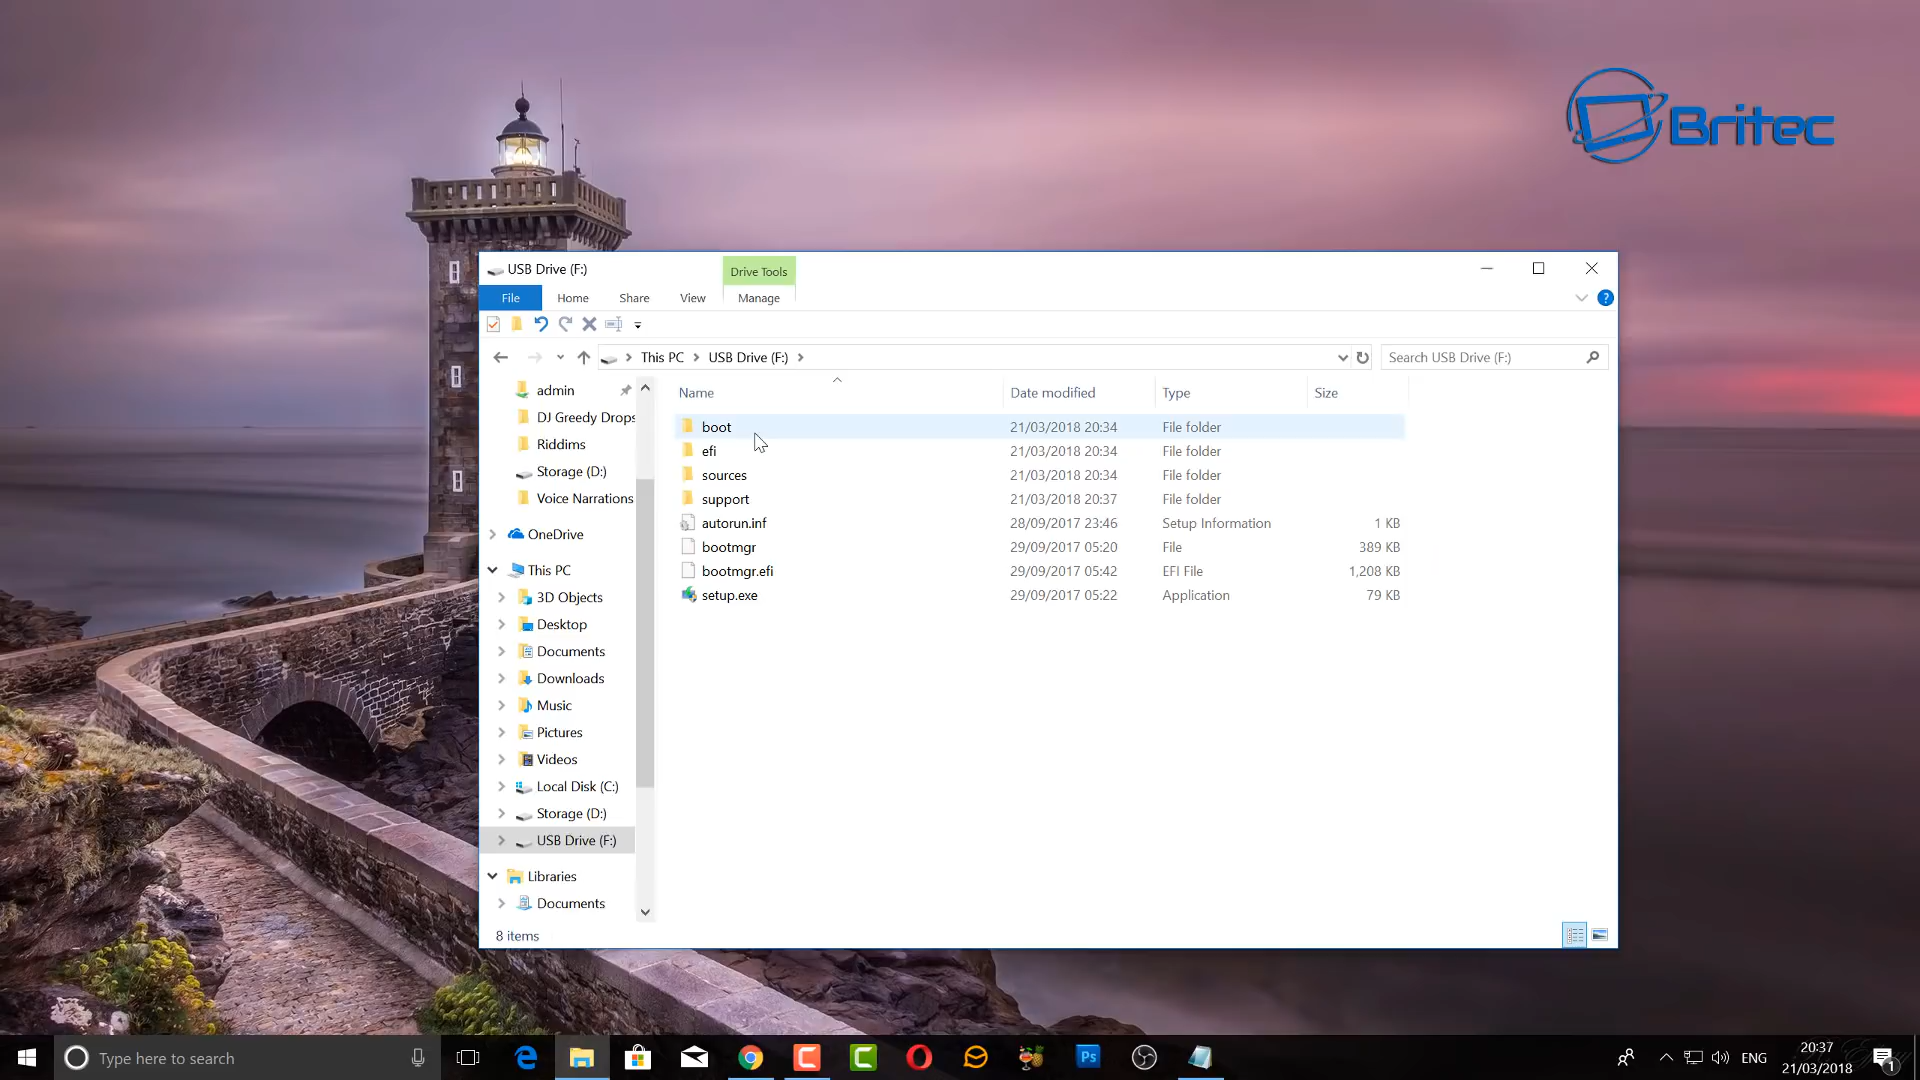 Britec
USB Drive (F:)
Drive Tools
File
Home
Share
View
Manage
This PC
USB Drive (F:)
Search USB Drive (F:)
admin
DJ Greedy Drops
Riddims
Storage (D:)
Voice Narrations
OneDrive
This PC
3D Objects
Desktop
Documents
Downloads
Music
Pictures
Videos
Local Disk (C:)
Storage (D:)
USB Drive (F:)
Libraries
Documents
Name Date modified Type Size
boot 21/03/2018 20:34 File folder
efi 21/03/2018 20:34 File folder
sources 21/03/2018 20:34 File folder
support 21/03/2018 20:37 File folder
autorun.inf 28/09/2017 23:46 Setup Information 1 KB
bootmgr 29/09/2017 05:20 File 389 KB
bootmgr.efi 29/09/2017 05:42 EFI File 1,208 KB
setup.exe 29/09/2017 05:22 Application 79 KB
8 items
Type here to search
Ps
ENG
20:37
21/03/2018
1